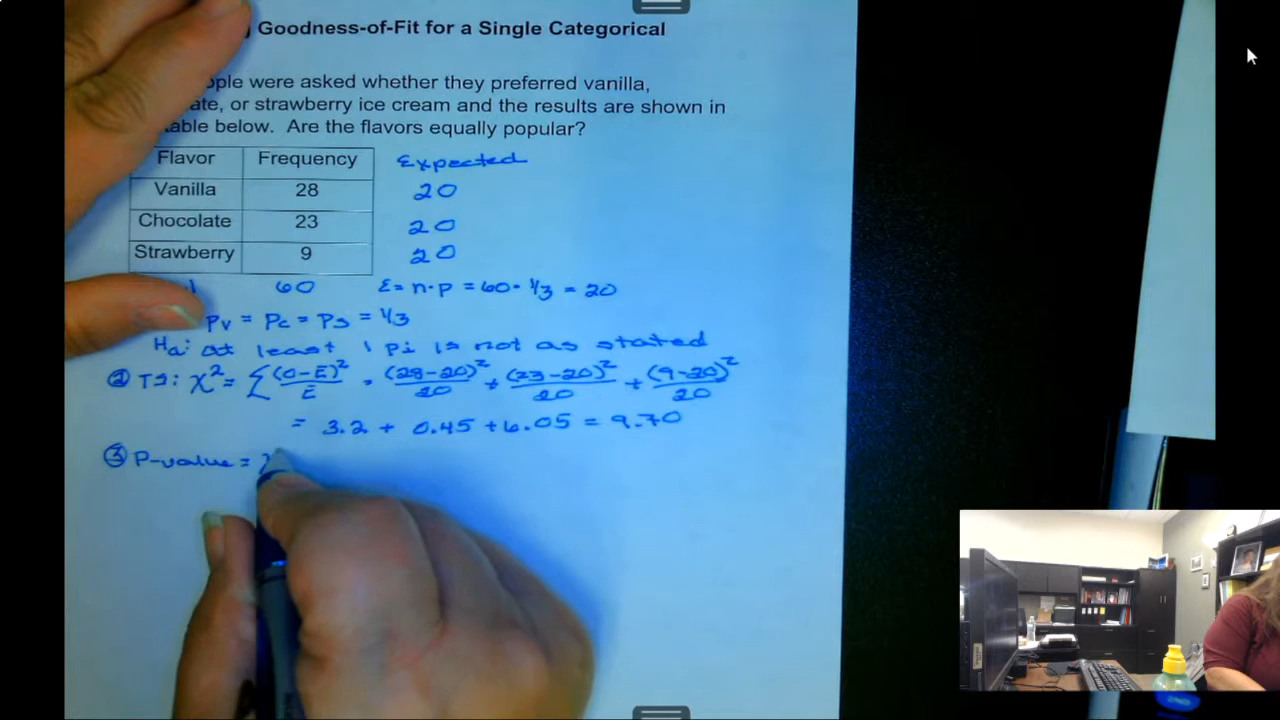 Goodness-of-Fit for a Single Categorical
ople were asked whether they preferred vanilla,
ate, or strawberry ice cream and the results are shown in
table below. Are the flavors equally popular?
Flavor Frequency Expected
Vanilla 28 20
Chocolate 23 20
Strawberry 9 20
60 E = n·p = 60 · 1/3 = 20
Pv = Pc = Ps = 1/3
Ha: at least 1 pi is not as stated
② TS: χ² = ∑ (O-E)²/E = (28-20)²/20 + (23-20)²/20 + (9-20)²/20
= 3.2 + 0.45 + 6.05 = 9.70
③ P-value =